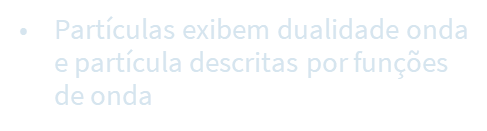 • Partículas exibem dualidade onda
e partícula descritas por funções
de onda